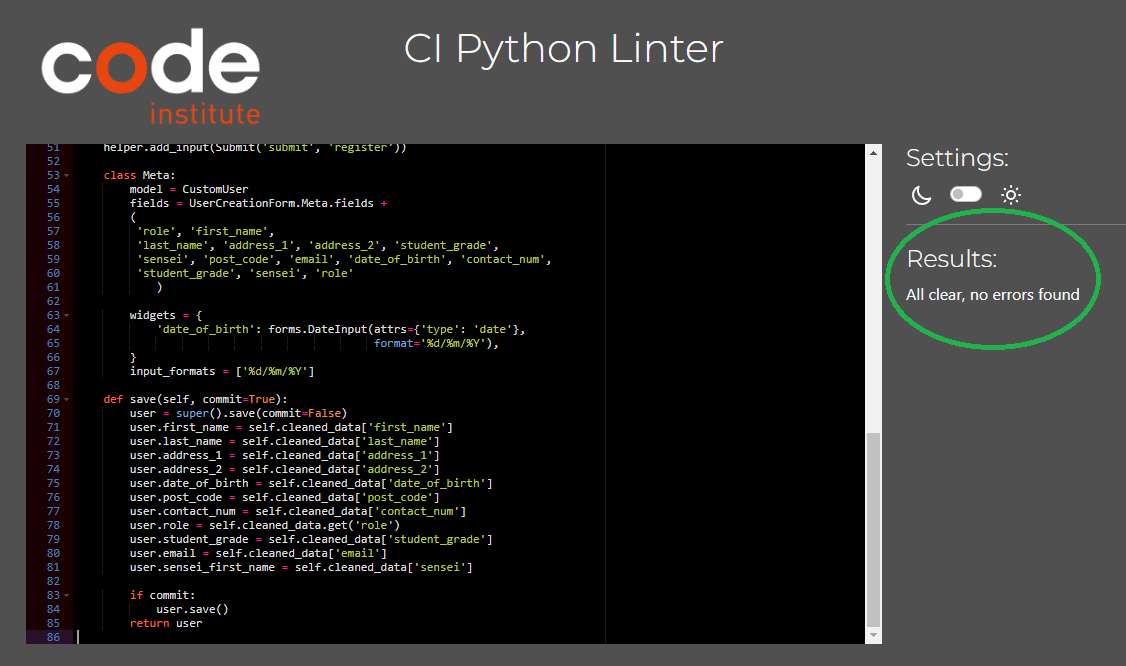 code
institute
CI Python Linter
51 helper.add_input(Submit('submit', 'register'))
52
53 class Meta:
54 model = CustomUser
55 fields = UserCreationForm.Meta.fields +
56 (
57 'role', 'first_name',
58 'last_name', 'address_1', 'address_2', 'student_grade',
59 'sensei', 'post_code', 'email', 'date_of_birth', 'contact_num',
60 'student_grade', 'sensei', 'role'
61 )
62
63 widgets = {
64 'date_of_birth': forms.DateInput(attrs={'type': 'date'},
65 format='%d/%m/%Y'),
66 }
67 input_formats = ['%d/%m/%Y']
68
69 def save(self, commit=True):
70 user = super().save(commit=False)
71 user.first_name = self.cleaned_data['first_name']
72 user.last_name = self.cleaned_data['last_name']
73 user.address_1 = self.cleaned_data['address_1']
74 user.address_2 = self.cleaned_data['address_2']
75 user.date_of_birth = self.cleaned_data['date_of_birth']
76 user.post_code = self.cleaned_data['post_code']
77 user.contact_num = self.cleaned_data['contact_num']
78 user.role = self.cleaned_data.get('role')
79 user.student_grade = self.cleaned_data['student_grade']
80 user.email = self.cleaned_data['email']
81 user.sensei_first_name = self.cleaned_data['sensei']
82
83 if commit:
84 user.save()
85 return user
86
Settings:
Results:
All clear, no errors found